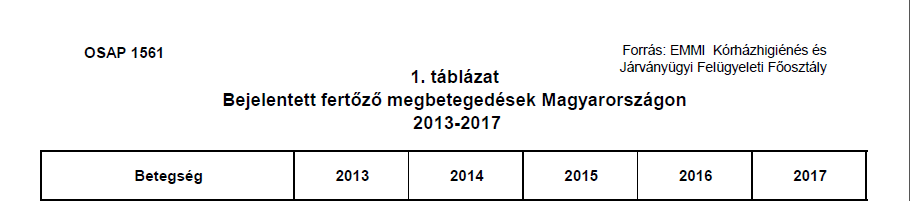 OSAP 1561
Forrás: EMMI Kórházhigiénés és
Járványügyi Felügyeleti Főosztály
1. táblázat
Bejelentett fertőző megbetegedések Magyarországon
2013-2017
Betegség 2013 2014 2015 2016 2017